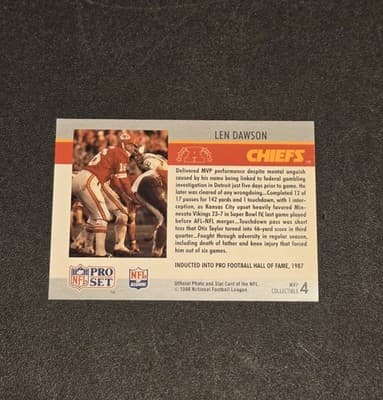 LEN DAWSON
CHIEFS
Delivered MVP performance despite mental anguish
caused by his name being linked to federal gambling
investigation in Detroit just five days prior to game. He
later was cleared of any wrongdoing...Completed 12 of
17 passes for 142 yards and 1 touchdown, with 1 inter-
ception, as Kansas City upset heavily favored Min-
nesota Vikings 23-7 in Super Bowl IV, last game played
before AFL-NFL merger...Touchdown pass was short
toss that Otis Taylor turned into 46-yard score in third
quarter...Fought through adversity in regular season,
including death of father and knee injury that forced
him out of six games.
INDUCTED INTO PRO FOOTBALL HALL OF FAME, 1987
Official Photo and Stat Card of the NFL.
© 1990 National Football League.
MVP
COLLECTIBLE 4
PRO
SET
NFL
16